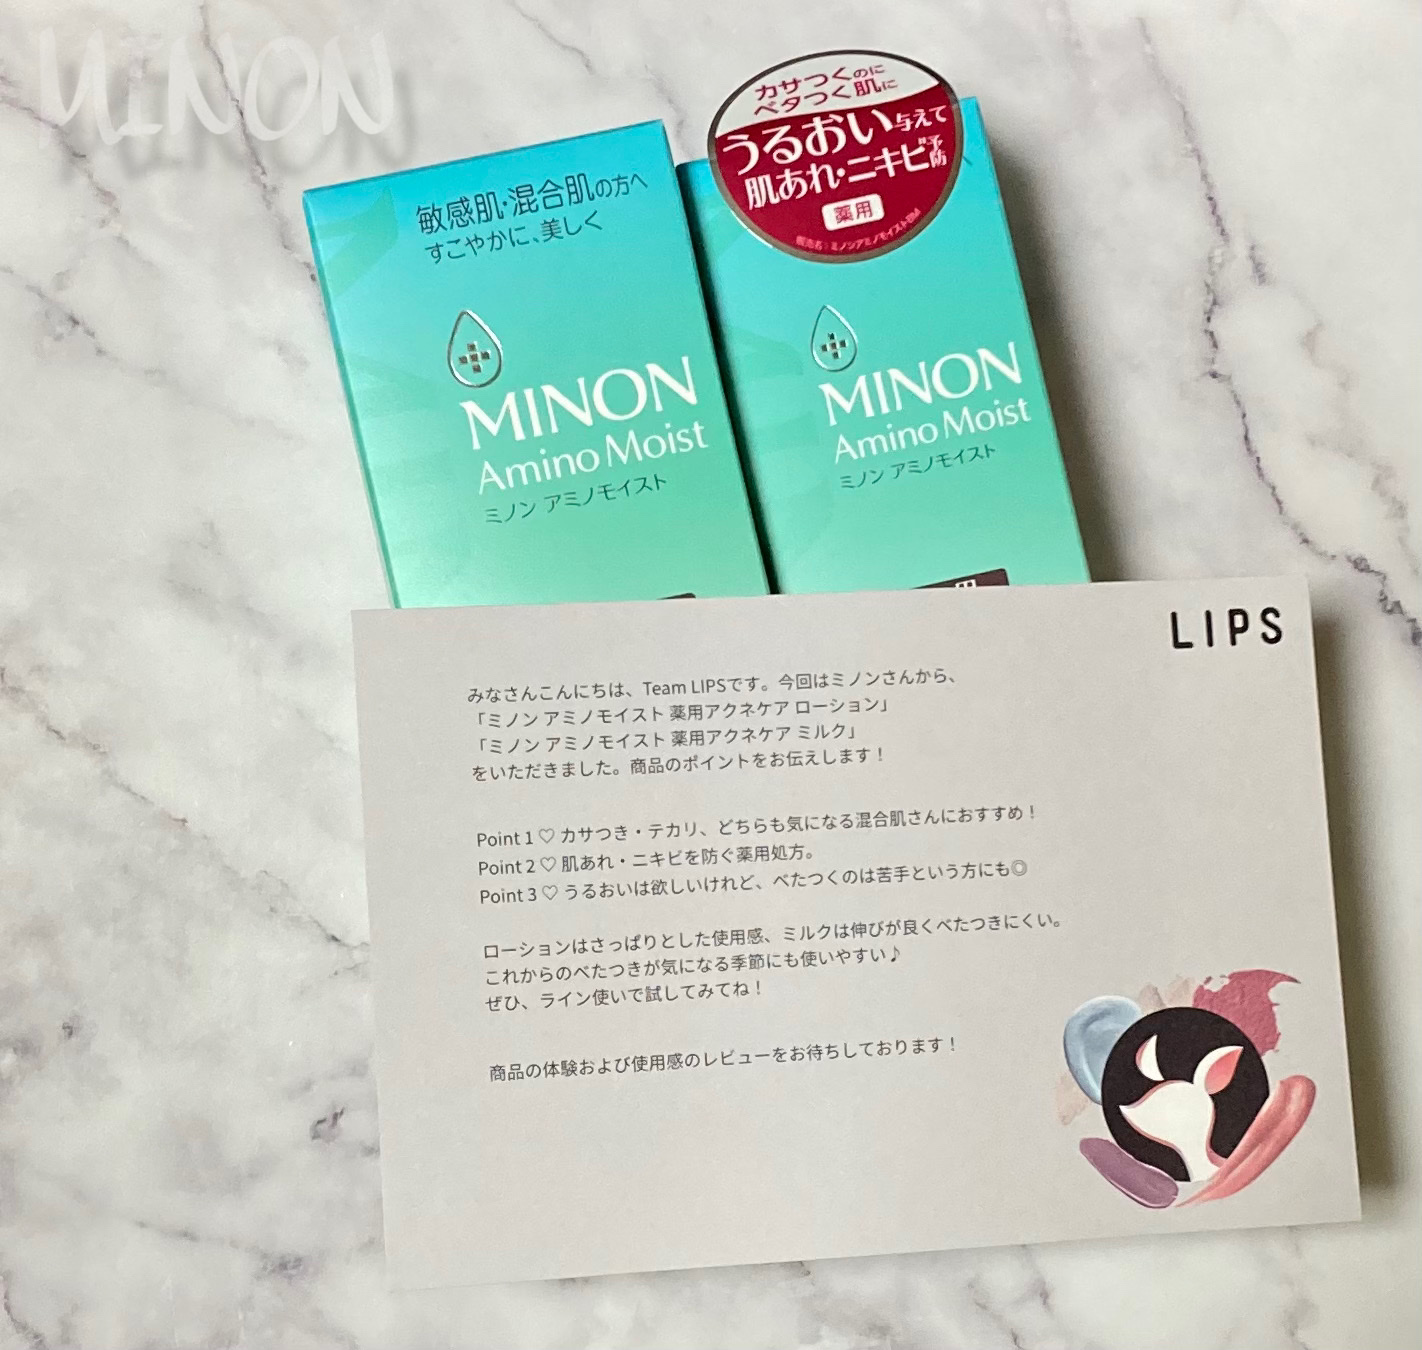 MINON
カサつくのに
ベタつく肌に
うるおい与えて
肌あれ・ニキビ予防
薬用
販売名:ミノンアミノモイストBM
敏感肌・混合肌の方へ
すこやかに、美しく
MINON
Amino Moist
ミノン アミノモイスト
MINON
Amino Moist
ミノン アミノモイスト
LIPS
みなさんこんにちは、Team LIPSです。今回はミノンさんから、
「ミノン アミノモイスト 薬用アクネケア ローション」
「ミノン アミノモイスト 薬用アクネケア ミルク」
をいただきました。商品のポイントをお伝えします!
Point 1 ♡ カサつき・テカリ、どちらも気になる混合肌さんにおすすめ!
Point 2 ♡ 肌あれ・ニキビを防ぐ薬用処方。
Point 3 ♡ うるおいは欲しいけれど、べたつくのは苦手という方にも◎
ローションはさっぱりとした使用感、ミルクは伸びが良くべたつきにくい。
これからのべたつきが気になる季節にも使いやすい♪
ぜひ、ライン使いで試してみてね!
商品の体験および使用感のレビューをお待ちしております!